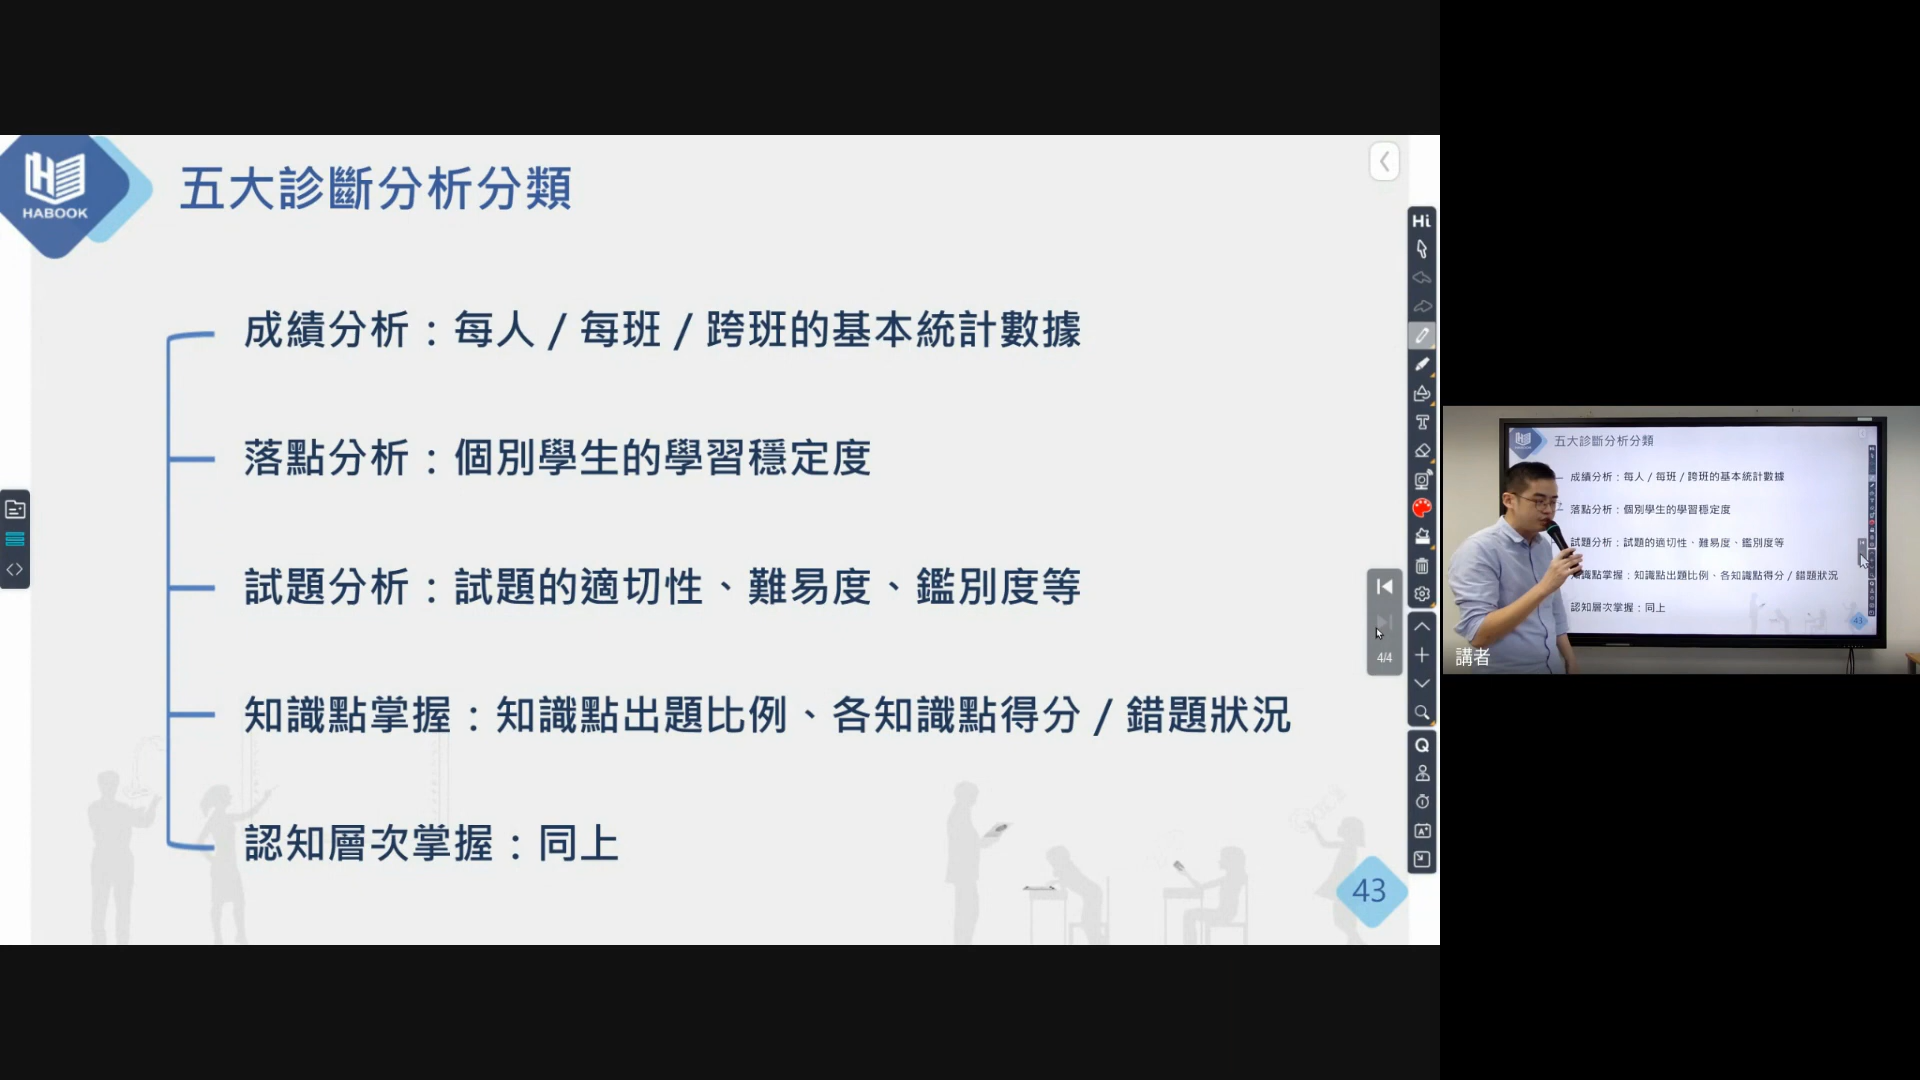 HABOOK
五大診斷分析分類
成績分析：每人 / 每班 / 跨班的基本統計數據
落點分析：個別學生的學習穩定度
試題分析：試題的適切性、難易度、鑑別度等
知識點掌握：知識點出題比例、各知識點得分 / 錯題狀況
認知層次掌握：同上
43
Hi
4/4
五大診斷分析分類
成績分析：每人 / 每班 / 跨班的基本統計數據
落點分析：個別學生的學習穩定度
試題分析：試題的適切性、難易度、鑑別度等
識點掌握：知識點出題比例、各知識點得分 / 錯題狀況
認知層次掌握：同上
43
講者